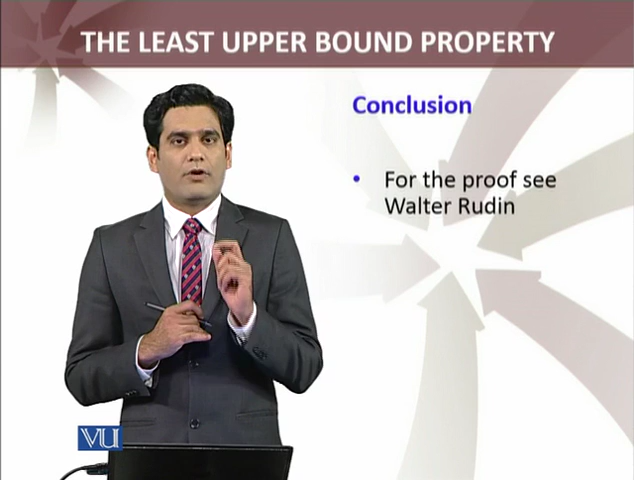 THE LEAST UPPER BOUND PROPERTY
Conclusion
• For the proof see
Walter Rudin
VU